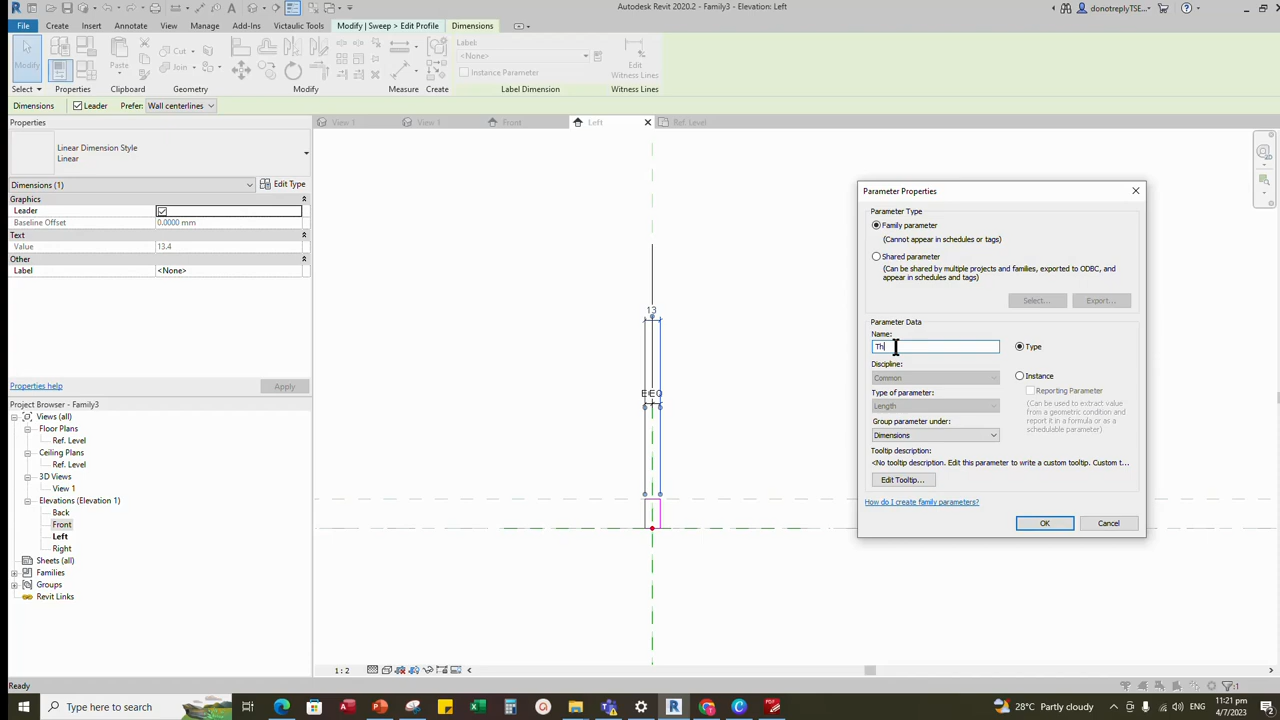 Autodesk Revit 2020.2 - Family3 - Elevation: Left
donotreplyTSE...
File Create Insert Annotate View Manage Add-Ins Victaulic Tools Modify | Sweep > Edit Profile Dimensions
Modify
Paste
Cut
Join
Label:
<None>
Instance Parameter
Edit
Witness Lines
Select Properties Clipboard Geometry Modify Measure Create Label Dimension Witness Lines
Dimensions Leader Prefer: Wall centerlines
Properties
View 1 View 1 Front Left Ref. Level
Linear Dimension Style
Linear
Dimensions (1) Edit Type
Graphics
Leader
Baseline Offset 0.0000 mm
Text
Value 13.4
Other
Label <None>
Properties help Apply
Project Browser - Family3
Views (all)
Floor Plans
Ref. Level
Ceiling Plans
Ref. Level
3D Views
View 1
Elevations (Elevation 1)
Back
Front
Left
Right
Sheets (all)
Families
Groups
Revit Links
13
Parameter Properties
Parameter Type
Family parameter
(Cannot appear in schedules or tags)
Shared parameter
(Can be shared by multiple projects and families, exported to ODBC, and
appear in schedules and tags)
Select... Export...
Parameter Data
Name:
Th
Type
Discipline:
Common
Instance
Reporting Parameter
Type of parameter:
Length
(Can be used to extract value
from a geometric condition and
report it in a formula or as a
schedulable parameter)
Group parameter under:
Dimensions
Tooltip description:
<No tooltip description. Edit this parameter to write a custom tooltip. Custom t...
Edit Tooltip...
How do I create family parameters?
OK Cancel
1 : 2
Ready
:1
Type here to search
28°C Partly cloudy
11:21 pm
4/7/2023